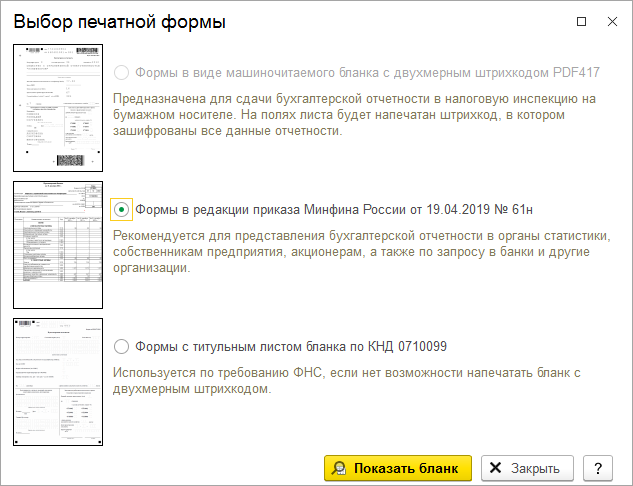 Выбор печатной формы
Формы в виде машиночитаемого бланка с двухмерным штрихкодом PDF417
Предназначена для сдачи бухгалтерской отчетности в налоговую инспекцию на
бумажном носителе. На полях листа будет напечатан штрихкод, в котором
зашифрованы все данные отчетности.
Формы в редакции приказа Минфина России от 19.04.2019 № 61н
Рекомендуется для представления бухгалтерской отчетности в органы статистики,
собственникам предприятия, акционерам, а также по запросу в банки и другие
организации.
Формы с титульным листом бланка по КНД 0710099
Используется по требованию ФНС, если нет возможности напечатать бланк с
двухмерным штрихкодом.
Показать бланк
Закрыть
?